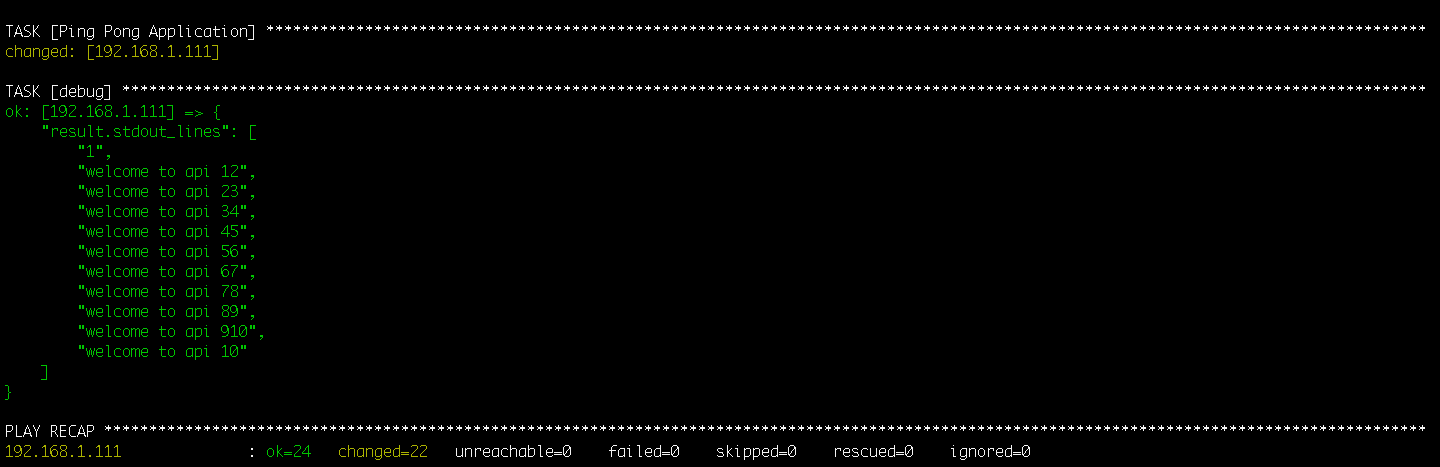 TASK [Ping Pong Application] *********************************************************************************************************************************
changed: [192.168.1.111]
TASK [debug] *************************************************************************************************************************************************
ok: [192.168.1.111] => {
"result.stdout_lines": [
"1",
"welcome to api 12",
"welcome to api 23",
"welcome to api 34",
"welcome to api 45",
"welcome to api 56",
"welcome to api 67",
"welcome to api 78",
"welcome to api 89",
"welcome to api 910",
"welcome to api 10"
]
}
PLAY RECAP ***************************************************************************************************************************************************
192.168.1.111 : ok=24 changed=22 unreachable=0 failed=0 skipped=0 rescued=0 ignored=0